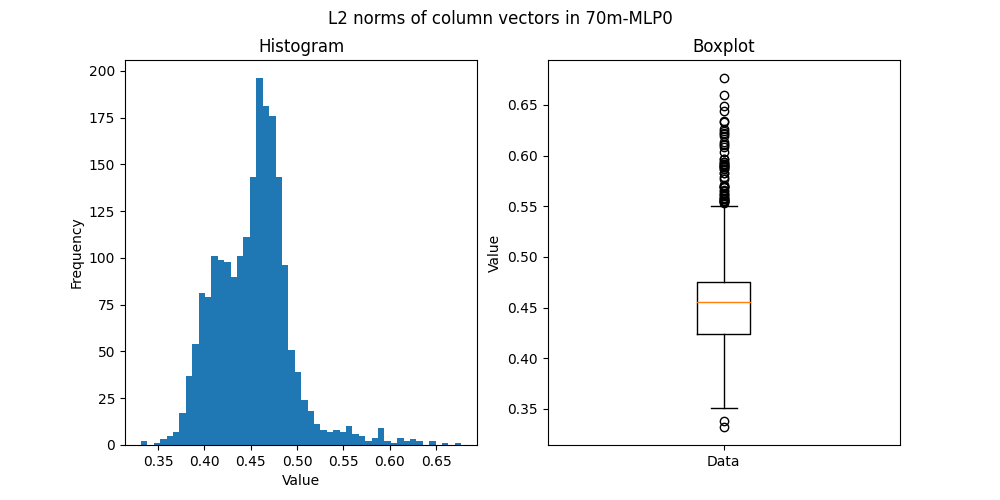 L2 norms of column vectors in 70m-MLP0
Histogram
Frequency
200
175
150
125
100
75
50
25
0
0.35 0.40 0.45 0.50 0.55 0.60 0.65
Value
Boxplot
Value
0.65
0.60
0.55
0.50
0.45
0.40
0.35
Data